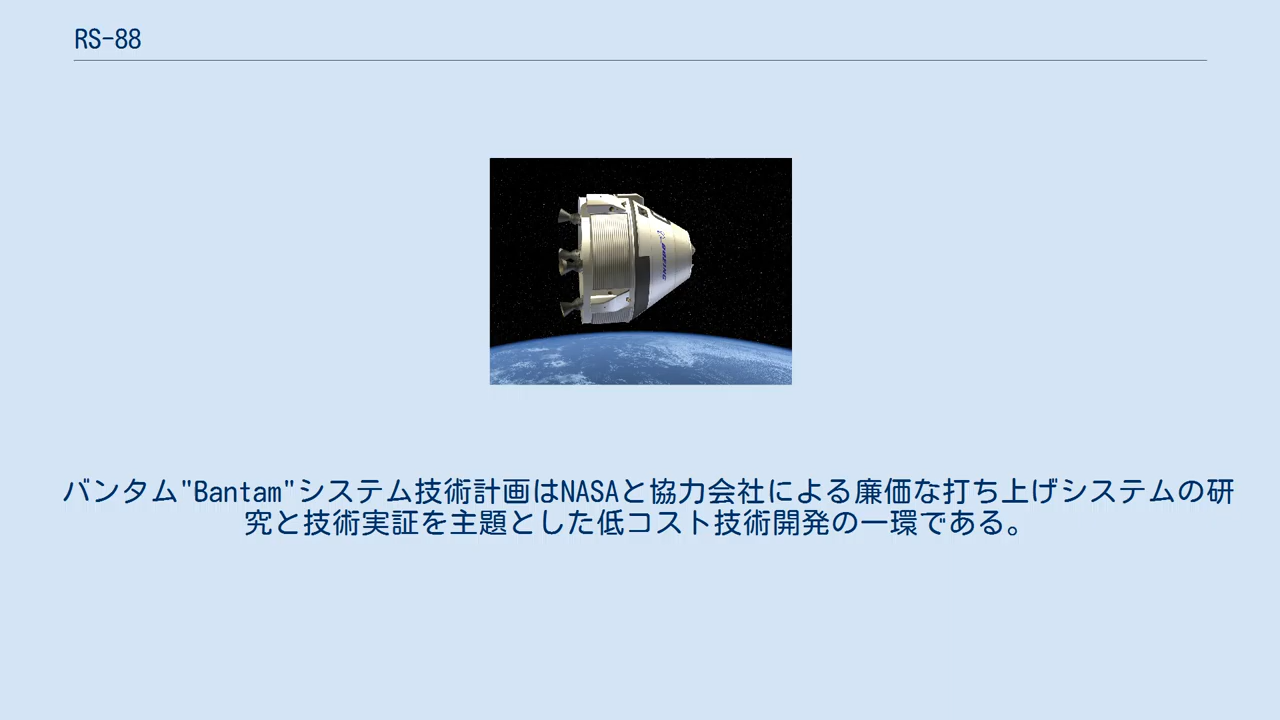 RS-88
BOEING
バンタム"Bantam"システム技術計画はNASAと協力会社による廉価な打ち上げシステムの研
究と技術実証を主題とした低コスト技術開発の一環である。